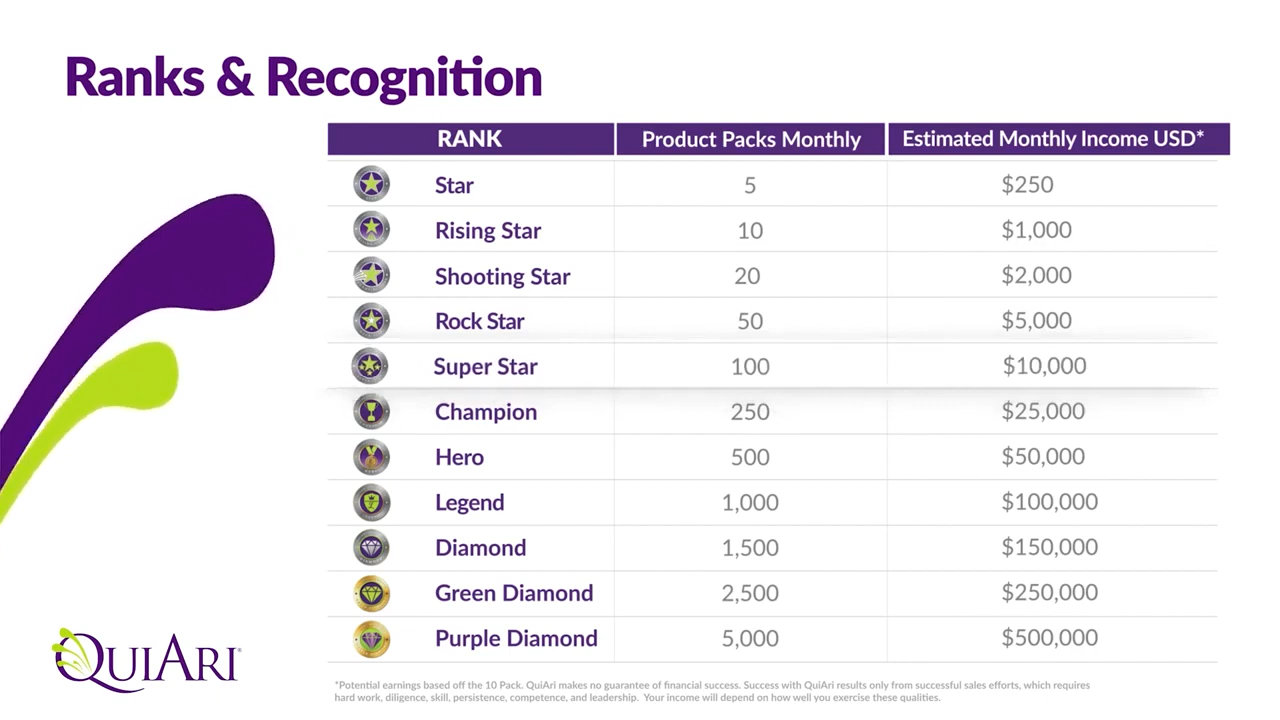 Ranks & Recognition
RANK Product Packs Monthly Estimated Monthly Income USD*
Star 5 $250
Rising Star 10 $1,000
Shooting Star 20 $2,000
Rock Star 50 $5,000
Super Star 100 $10,000
Champion 250 $25,000
Hero 500 $50,000
Legend 1,000 $100,000
Diamond 1,500 $150,000
Green Diamond 2,500 $250,000
Purple Diamond 5,000 $500,000
QUIARI®
*Potential earnings based off the 10 Pack. QuiAri makes no guarantee of financial success. Success with QuiAri results only from successful sales efforts, which requires
hard work, diligence, skill, persistence, competence, and leadership. Your income will depend on how well you exercise these qualities.